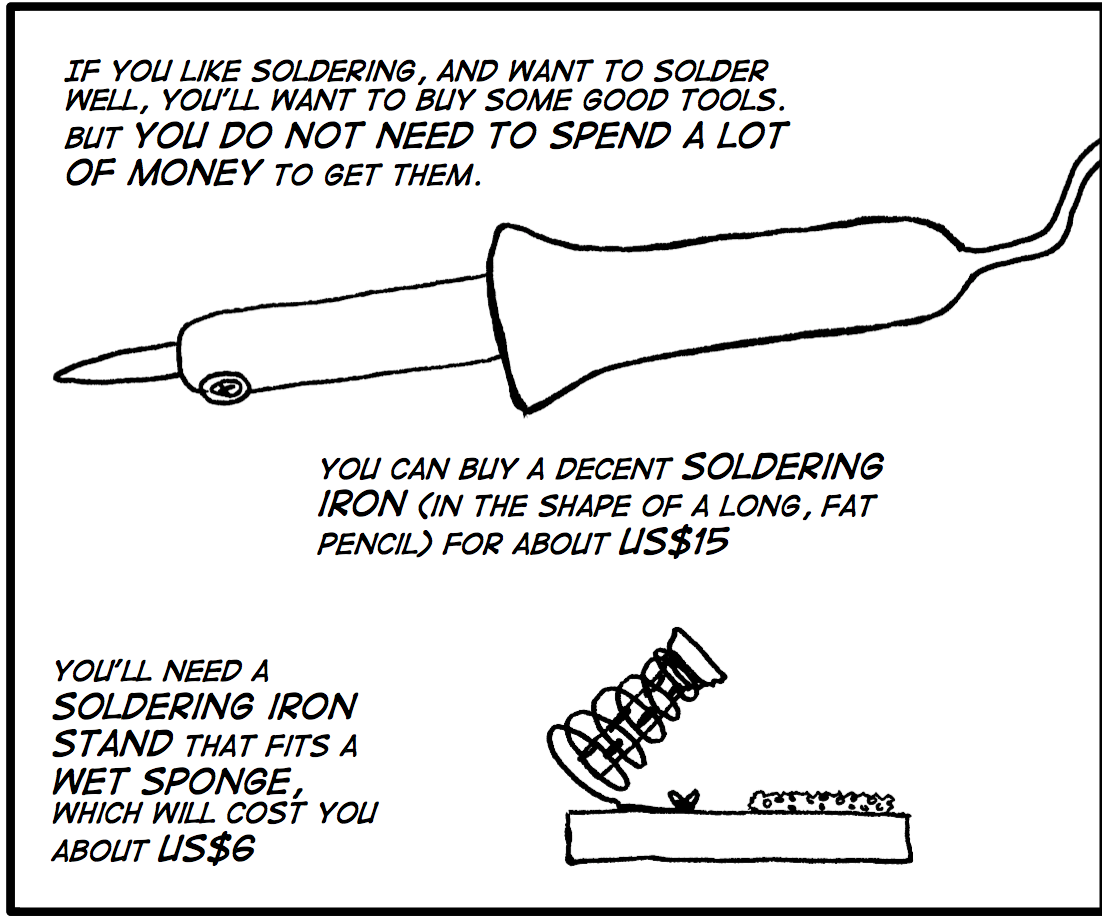 IF YOU LIKE SOLDERING, AND WANT TO SOLDER
WELL, YOU'LL WANT TO BUY SOME GOOD TOOLS.
BUT YOU DO NOT NEED TO SPEND A LOT
OF MONEY TO GET THEM.
YOU CAN BUY A DECENT SOLDERING
IRON (IN THE SHAPE OF A LONG, FAT
PENCIL) FOR ABOUT US$15
YOU'LL NEED A
SOLDERING IRON
STAND THAT FITS A
WET SPONGE,
WHICH WILL COST YOU
ABOUT US$6